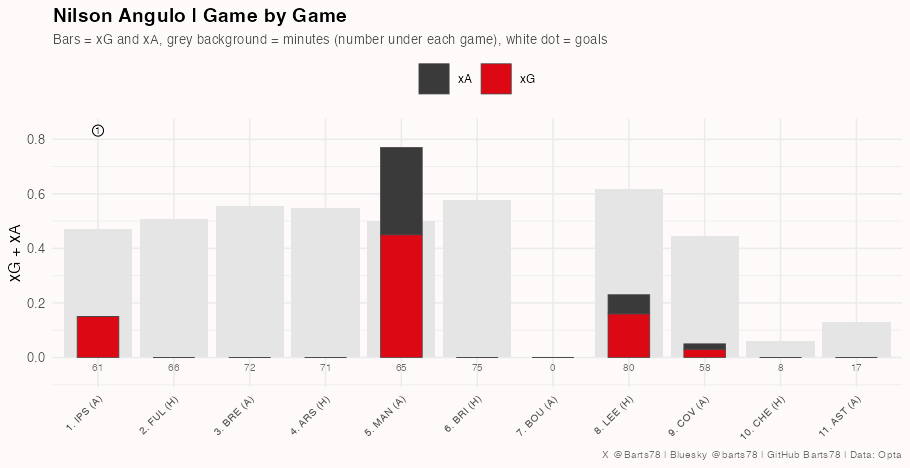 Nilson Angulo | Game by Game
Bars = xG and xA, grey background = minutes (number under each game), white dot = goals
xA xG
1
0.8
0.6
0.4
0.2
0.0
xG + xA
61 66 72 71 65 75 0 80 58 8 17
1. IPS (A) 2. FUL (H) 3. BRE (A) 4. ARS (H) 5. MAN (A) 6. BRI (H) 7. BOU (A) 8. LEE (H) 9. COV (A) 10. CHE (H) 11. AST (A)
X @Barts78 | Bluesky @barts78 | GitHub Barts78 | Data: Opta